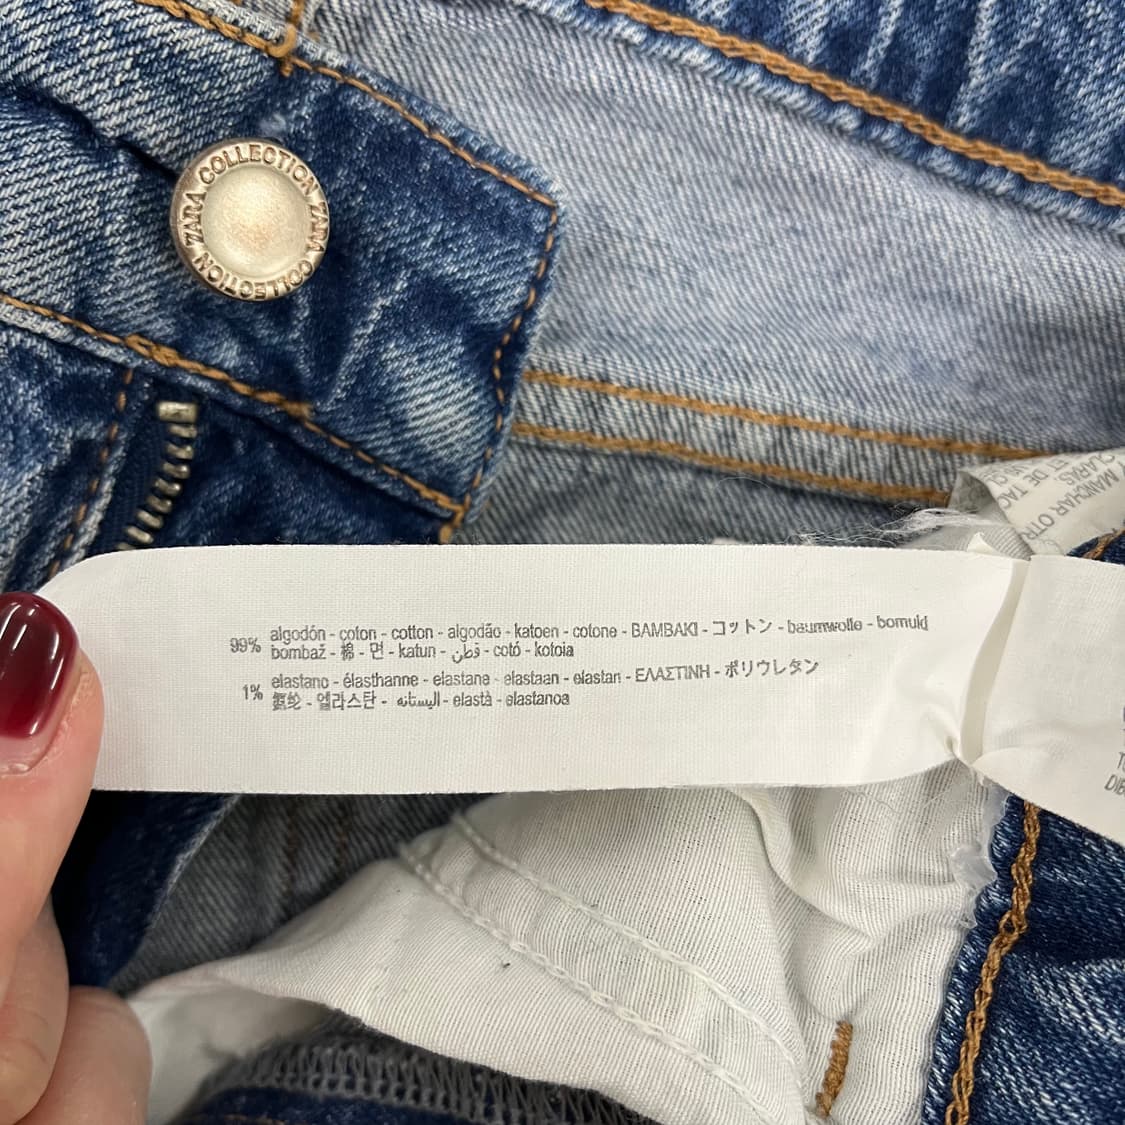 ZARA COLLECTION ZARA COLLECTION
MANCHAR OTR
99% algodón - coton - cotton - algodão - katoen - cotone - BAMBAKI - コットン - baumwolle - bomuld
bombaž - 棉 - 면 - katun - قطن - cotó - kotoia
1% elastano - élasthanne - elastane - elastaan - elastan - ΕΛΑΣΤΙΝΗ - ポリウレタン
氨纶 - 엘라스탄 - اليستانه - elastà - elastanoa